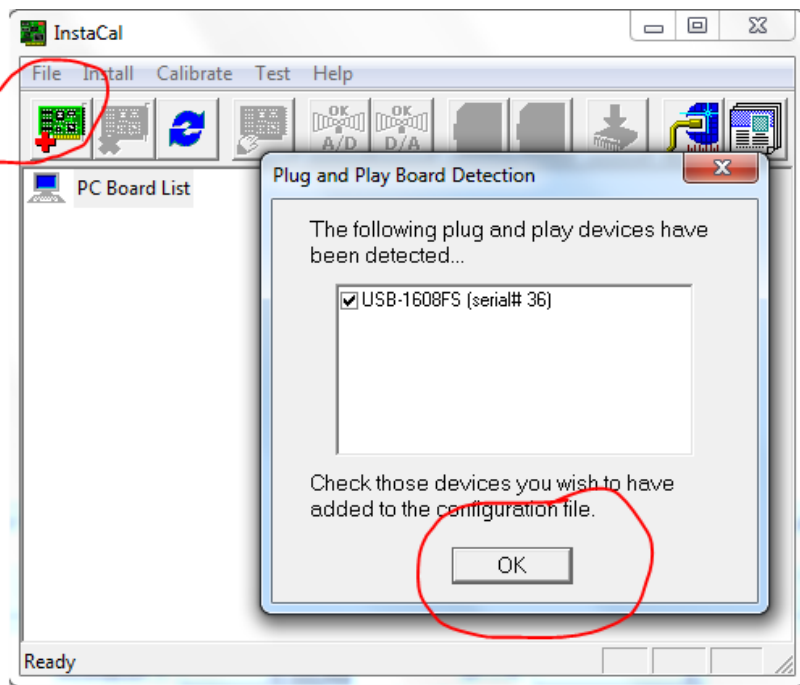 InstaCal
File Install Calibrate Test Help
OK OK
A/D D/A
PC Board List
Plug and Play Board Detection
The following plug and play devices have
been detected...
USB-1608FS (serial# 36)
Check those devices you wish to have
added to the configuration file.
OK
Ready